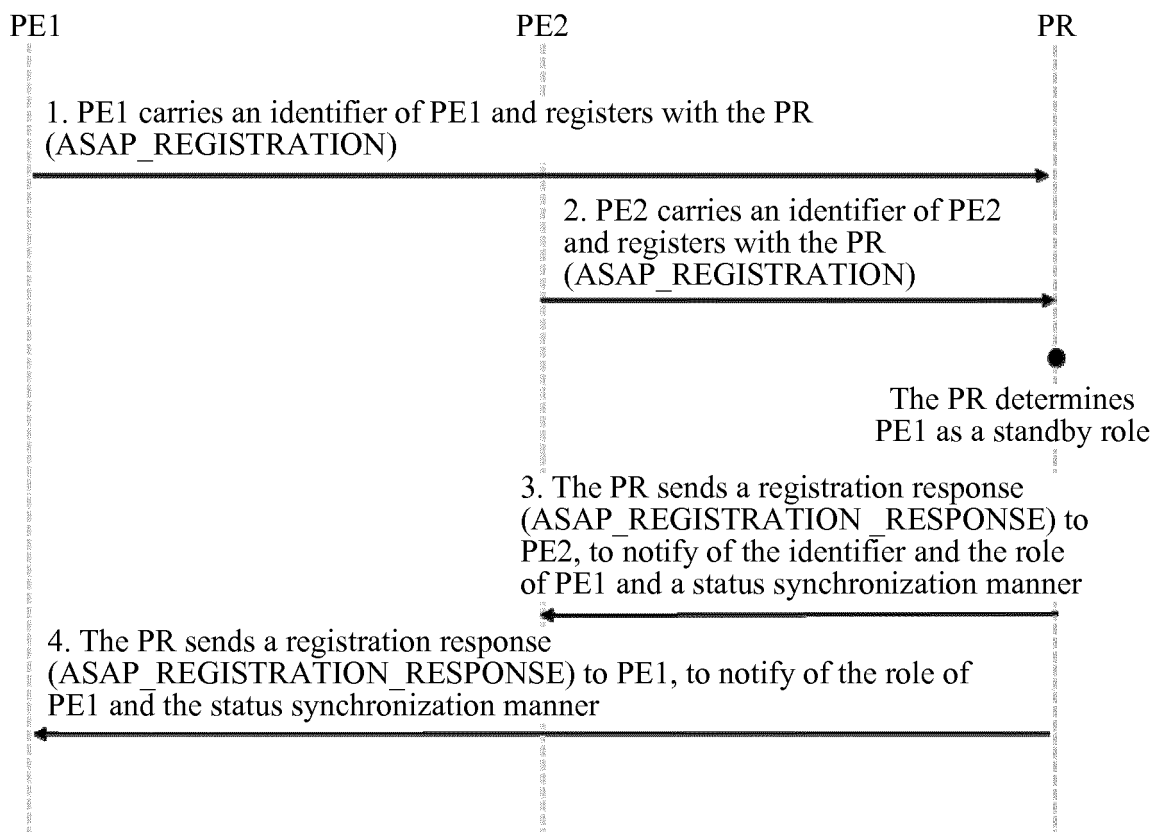 PE1
PE2
PR
1. PE1 carries an identifier of PE1 and registers with the PR
(ASAP_REGISTRATION)
2. PE2 carries an identifier of PE2
and registers with the PR
(ASAP_REGISTRATION)
The PR determines
PE1 as a standby role
3. The PR sends a registration response
(ASAP_REGISTRATION _RESPONSE) to
PE2, to notify of the identifier and the role
of PE1 and a status synchronization manner
4. The PR sends a registration response
(ASAP_REGISTRATION_RESPONSE) to PE1, to notify of the role of
PE1 and the status synchronization manner